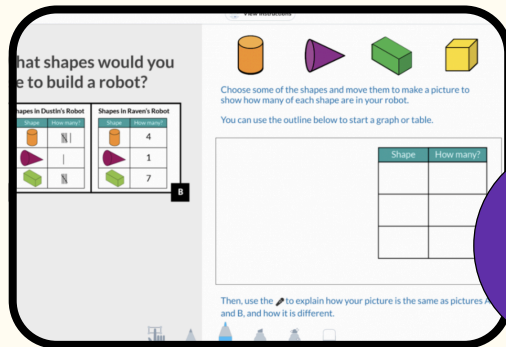 View Instructions
hat shapes would you
e to build a robot?
hapes in Dustin's Robot
Shape How many?
Shapes in Raven's Robot
Shape How many?
4
1
7
B
Choose some of the shapes and move them to make a picture to
show how many of each shape are in your robot.
You can use the outline below to start a graph or table.
Shape How many?
Then, use the to explain how your picture is the same as pictures A
and B, and how it is different.